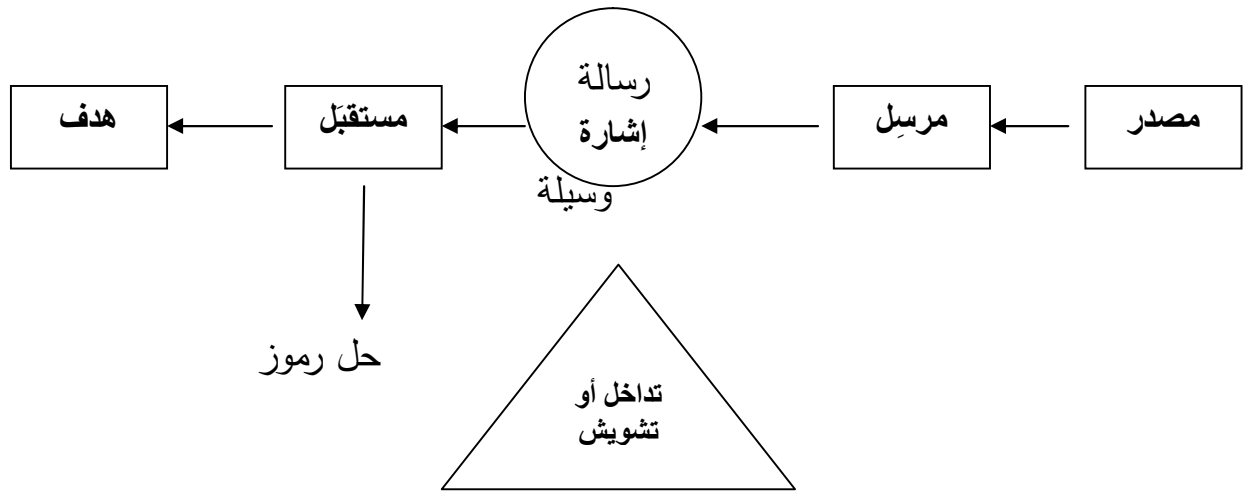 مصدر
مرسِل
رسالة
إشارة
وسيلة
مستقبَل
هدف
حل رموز
تداخل أو
تشويش